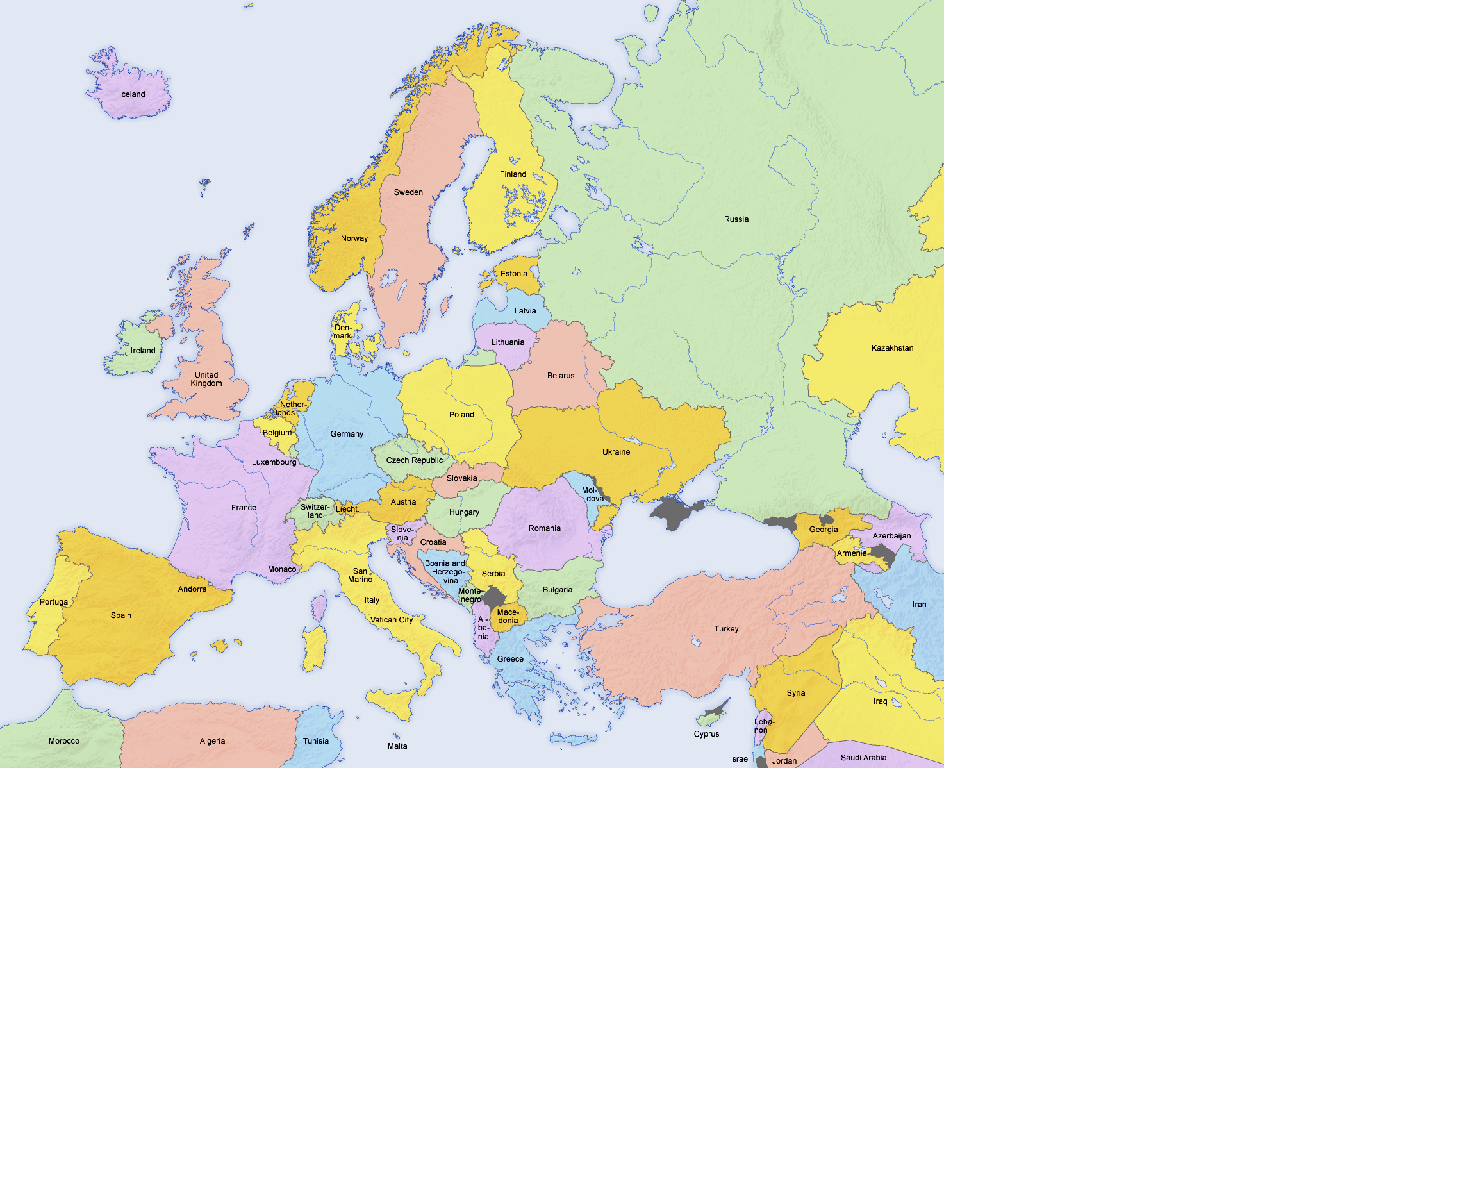 Iceland
Finland
Sweden
Russia
Norway
Estonia
Latvia
Den-
mark
Lithuania
Ireland
Kazakhstan
United
Kingdom
Belarus
Nether-
lands
Poland
Belgium
Germany
Ukraine
Luxembourg
Czech Republic
Slovakia
Mol-
dova
Austria
France
Switzer-
land
Liecht.
Hungary
Romania
Georgia
Slove-
nia
Azerbaijan
Croatia
Armenia
Monaco
Bosnia and
Herzego-
vina
San
Marino
Serbia
Andorra
Monte-
negro
Bulgaria
Portugal
Italy
Iran
Spain
Mace-
donia
Vatican City
Al-
ba-
nia
Turkey
Greece
Syria
Iraq
Leba-
non
Cyprus
Morocco
Algeria
Tunisia
Malta
Israel
Jordan
Saudi Arabia